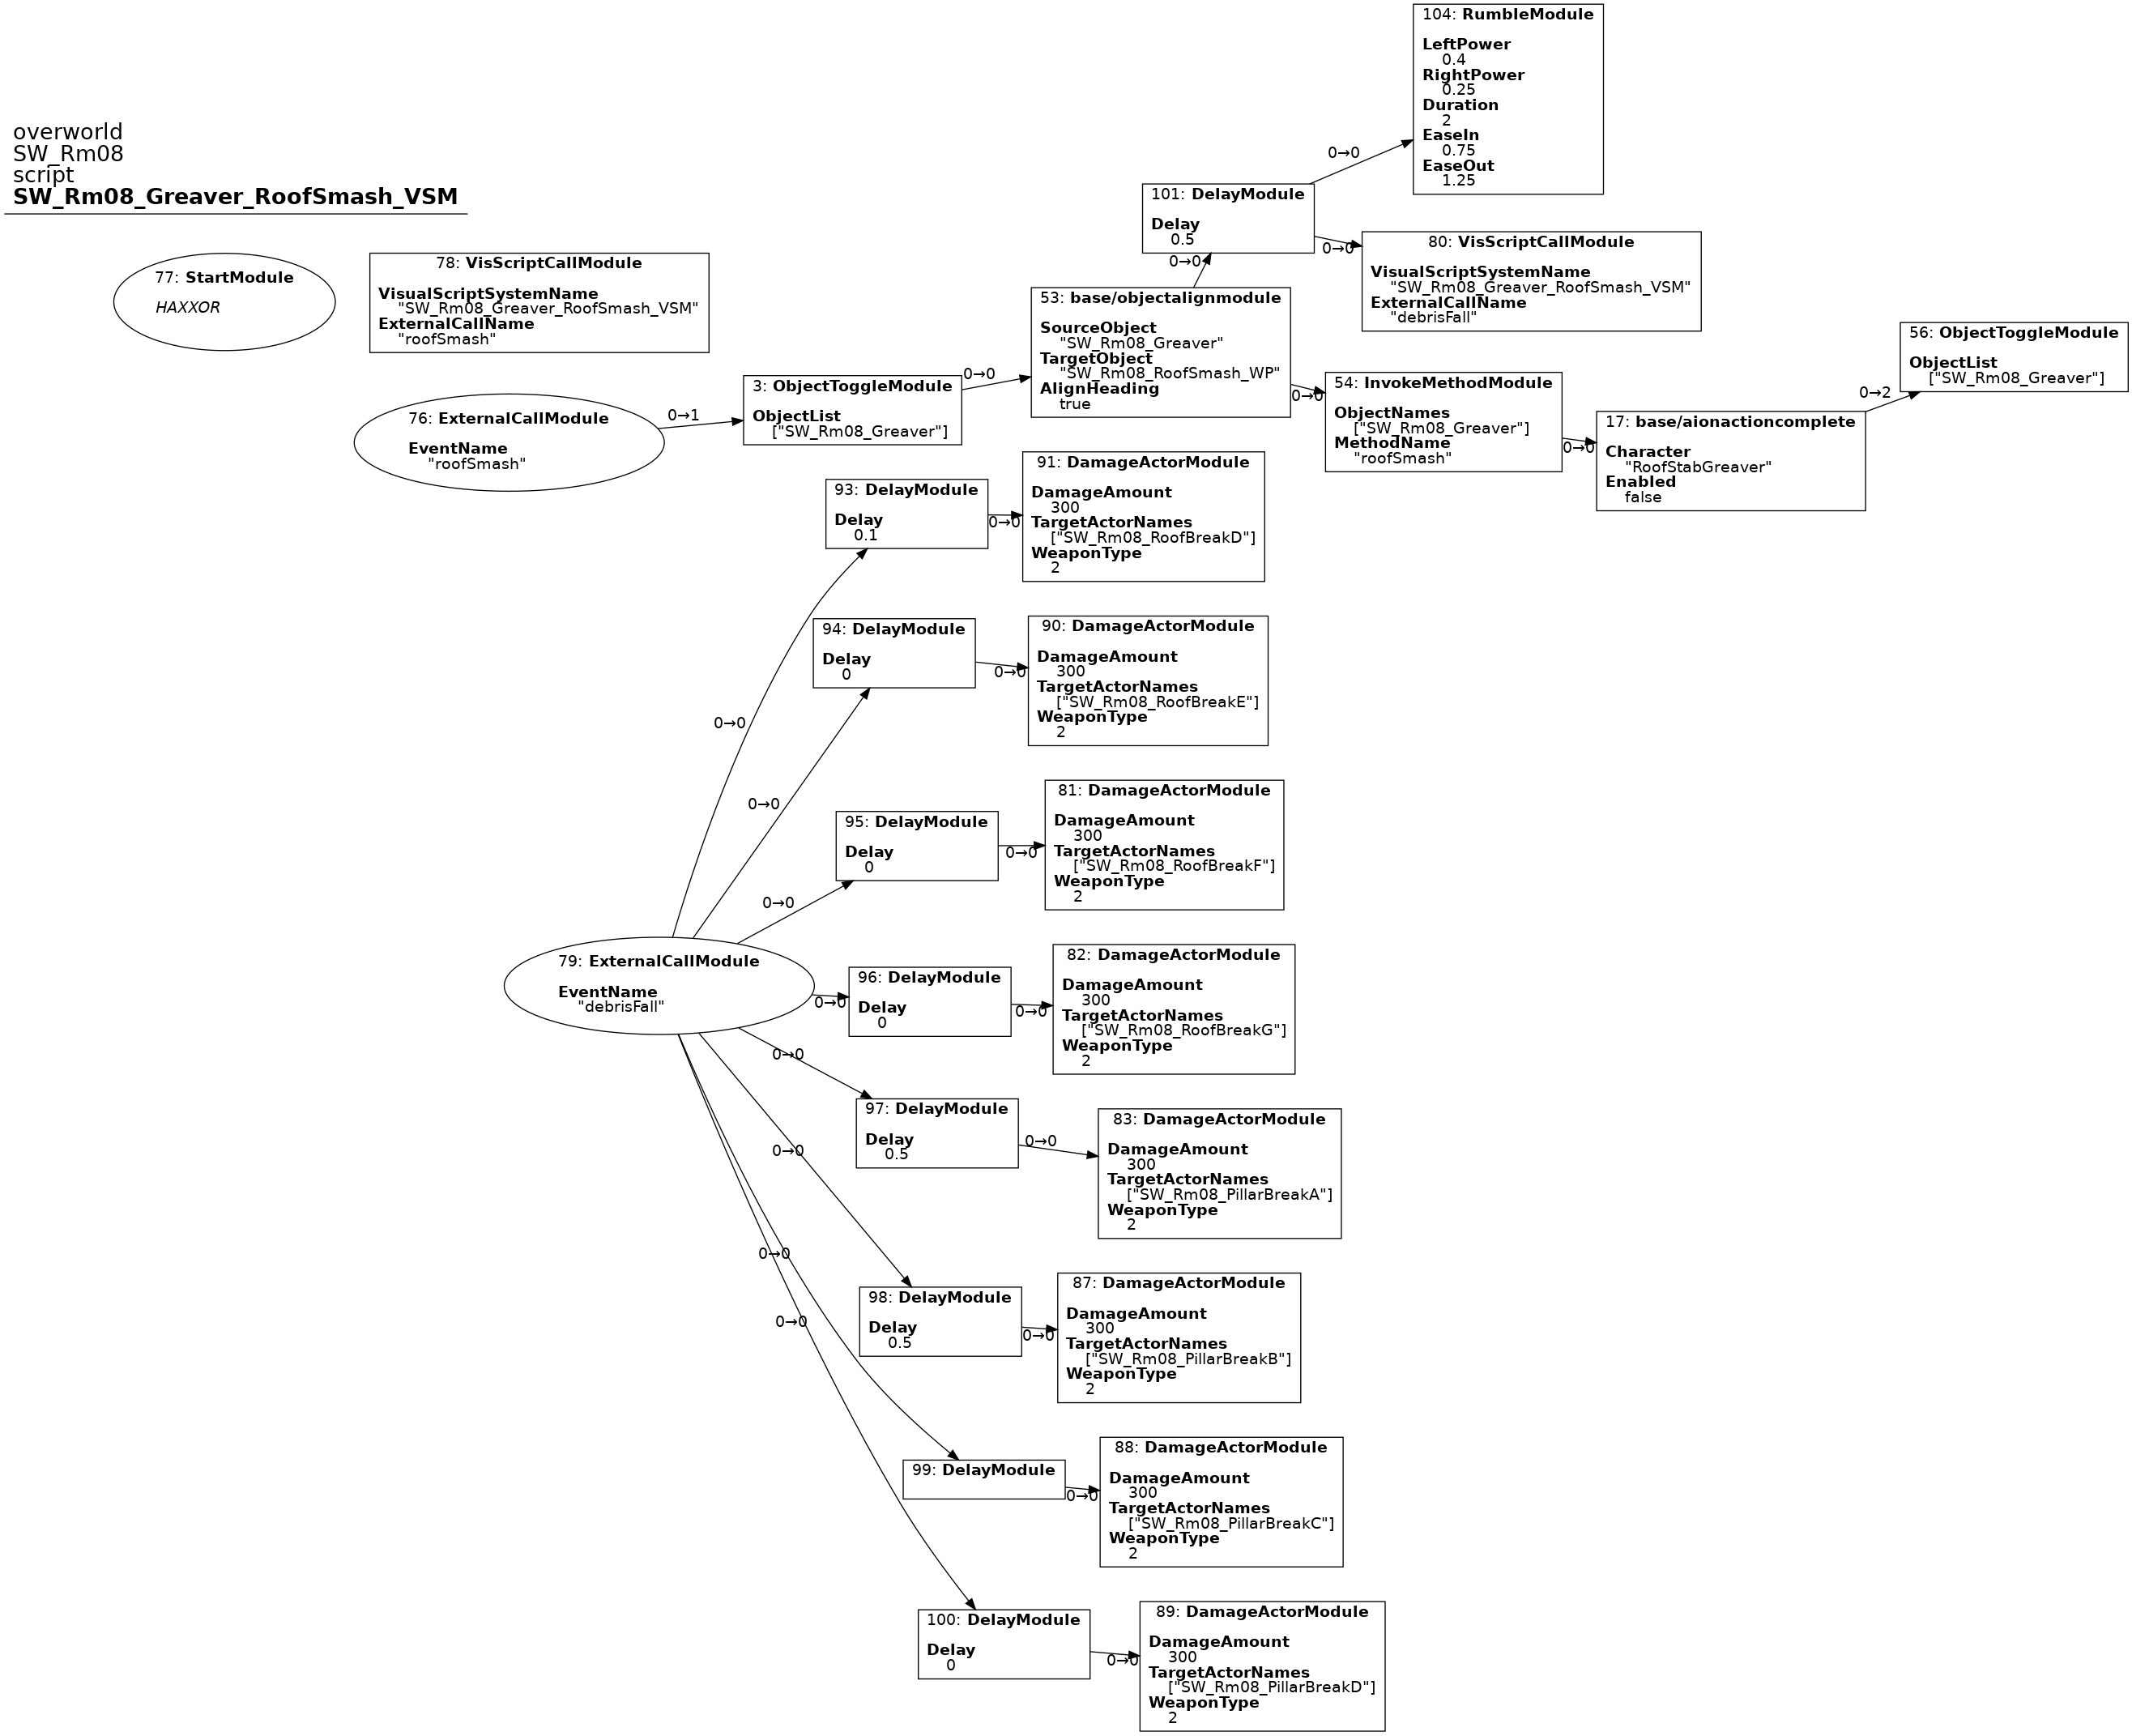 overworld
SW_Rm08
script
SW_Rm08_Greaver_RoofSmash_VSM
77: StartModule
HAXXOR
78: VisScriptCallModule
VisualScriptSystemName
"SW_Rm08_Greaver_RoofSmash_VSM"
ExternalCallName
"roofSmash"
76: ExternalCallModule
EventName
"roofSmash"
0→1
3: ObjectToggleModule
ObjectList
["SW_Rm08_Greaver"]
0→0
53: base/objectalignmodule
SourceObject
"SW_Rm08_Greaver"
TargetObject
"SW_Rm08_RoofSmash_WP"
AlignHeading
true
0→0
101: DelayModule
Delay
0.5
0→0
104: RumbleModule
LeftPower
0.4
RightPower
0.25
Duration
2
EaseIn
0.75
EaseOut
1.25
0→0
80: VisScriptCallModule
VisualScriptSystemName
"SW_Rm08_Greaver_RoofSmash_VSM"
ExternalCallName
"debrisFall"
0→0
54: InvokeMethodModule
ObjectNames
["SW_Rm08_Greaver"]
MethodName
"roofSmash"
0→0
17: base/aionactioncomplete
Character
"RoofStabGreaver"
Enabled
false
0→2
56: ObjectToggleModule
ObjectList
["SW_Rm08_Greaver"]
79: ExternalCallModule
EventName
"debrisFall"
0→0
93: DelayModule
Delay
0.1
0→0
91: DamageActorModule
DamageAmount
300
TargetActorNames
["SW_Rm08_RoofBreakD"]
WeaponType
2
0→0
94: DelayModule
Delay
0
0→0
90: DamageActorModule
DamageAmount
300
TargetActorNames
["SW_Rm08_RoofBreakE"]
WeaponType
2
0→0
95: DelayModule
Delay
0
0→0
81: DamageActorModule
DamageAmount
300
TargetActorNames
["SW_Rm08_RoofBreakF"]
WeaponType
2
0→0
96: DelayModule
Delay
0
0→0
82: DamageActorModule
DamageAmount
300
TargetActorNames
["SW_Rm08_RoofBreakG"]
WeaponType
2
0→0
97: DelayModule
Delay
0.5
0→0
83: DamageActorModule
DamageAmount
300
TargetActorNames
["SW_Rm08_PillarBreakA"]
WeaponType
2
0→0
98: DelayModule
Delay
0.5
0→0
87: DamageActorModule
DamageAmount
300
TargetActorNames
["SW_Rm08_PillarBreakB"]
WeaponType
2
0→0
99: DelayModule
0→0
88: DamageActorModule
DamageAmount
300
TargetActorNames
["SW_Rm08_PillarBreakC"]
WeaponType
2
0→0
100: DelayModule
Delay
0
0→0
89: DamageActorModule
DamageAmount
300
TargetActorNames
["SW_Rm08_PillarBreakD"]
WeaponType
2